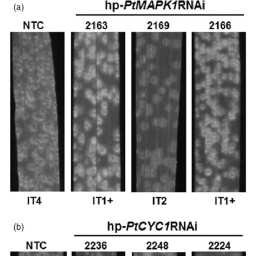 (a)
hp-PtMAPK1RNAi
NTC 2163 2169 2166
IT4 IT1+ IT2 IT1+
(b)
hp-PtCYC1RNAi
NTC 2236 2248 2224